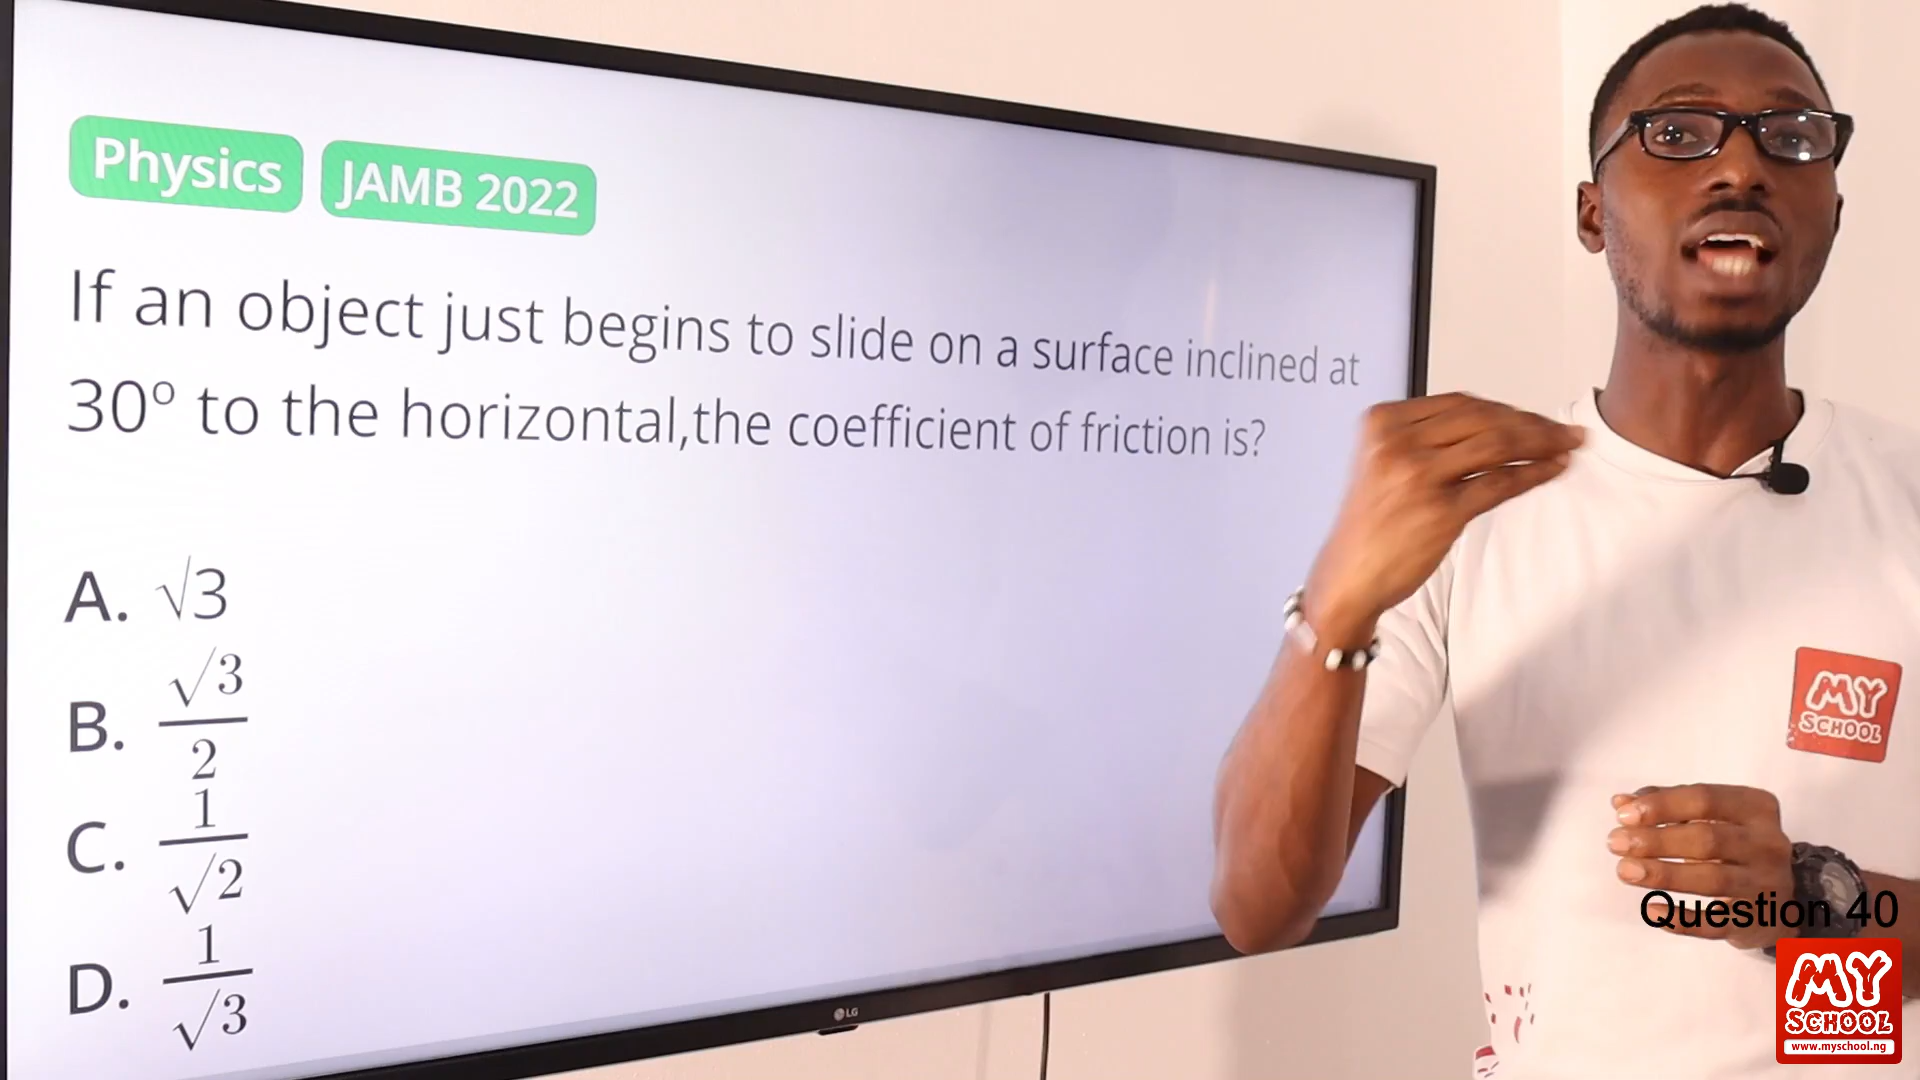 Physics JAMB 2022
If an object just begins to slide on a surface inclined at
30º to the horizontal,the coefficient of friction is?
A. √3
B. √3/2
C. 1/√2
D. 1/√3
LG
MY
SCHOOL
Question 40
MY
SCHOOL
www.myschool.ng